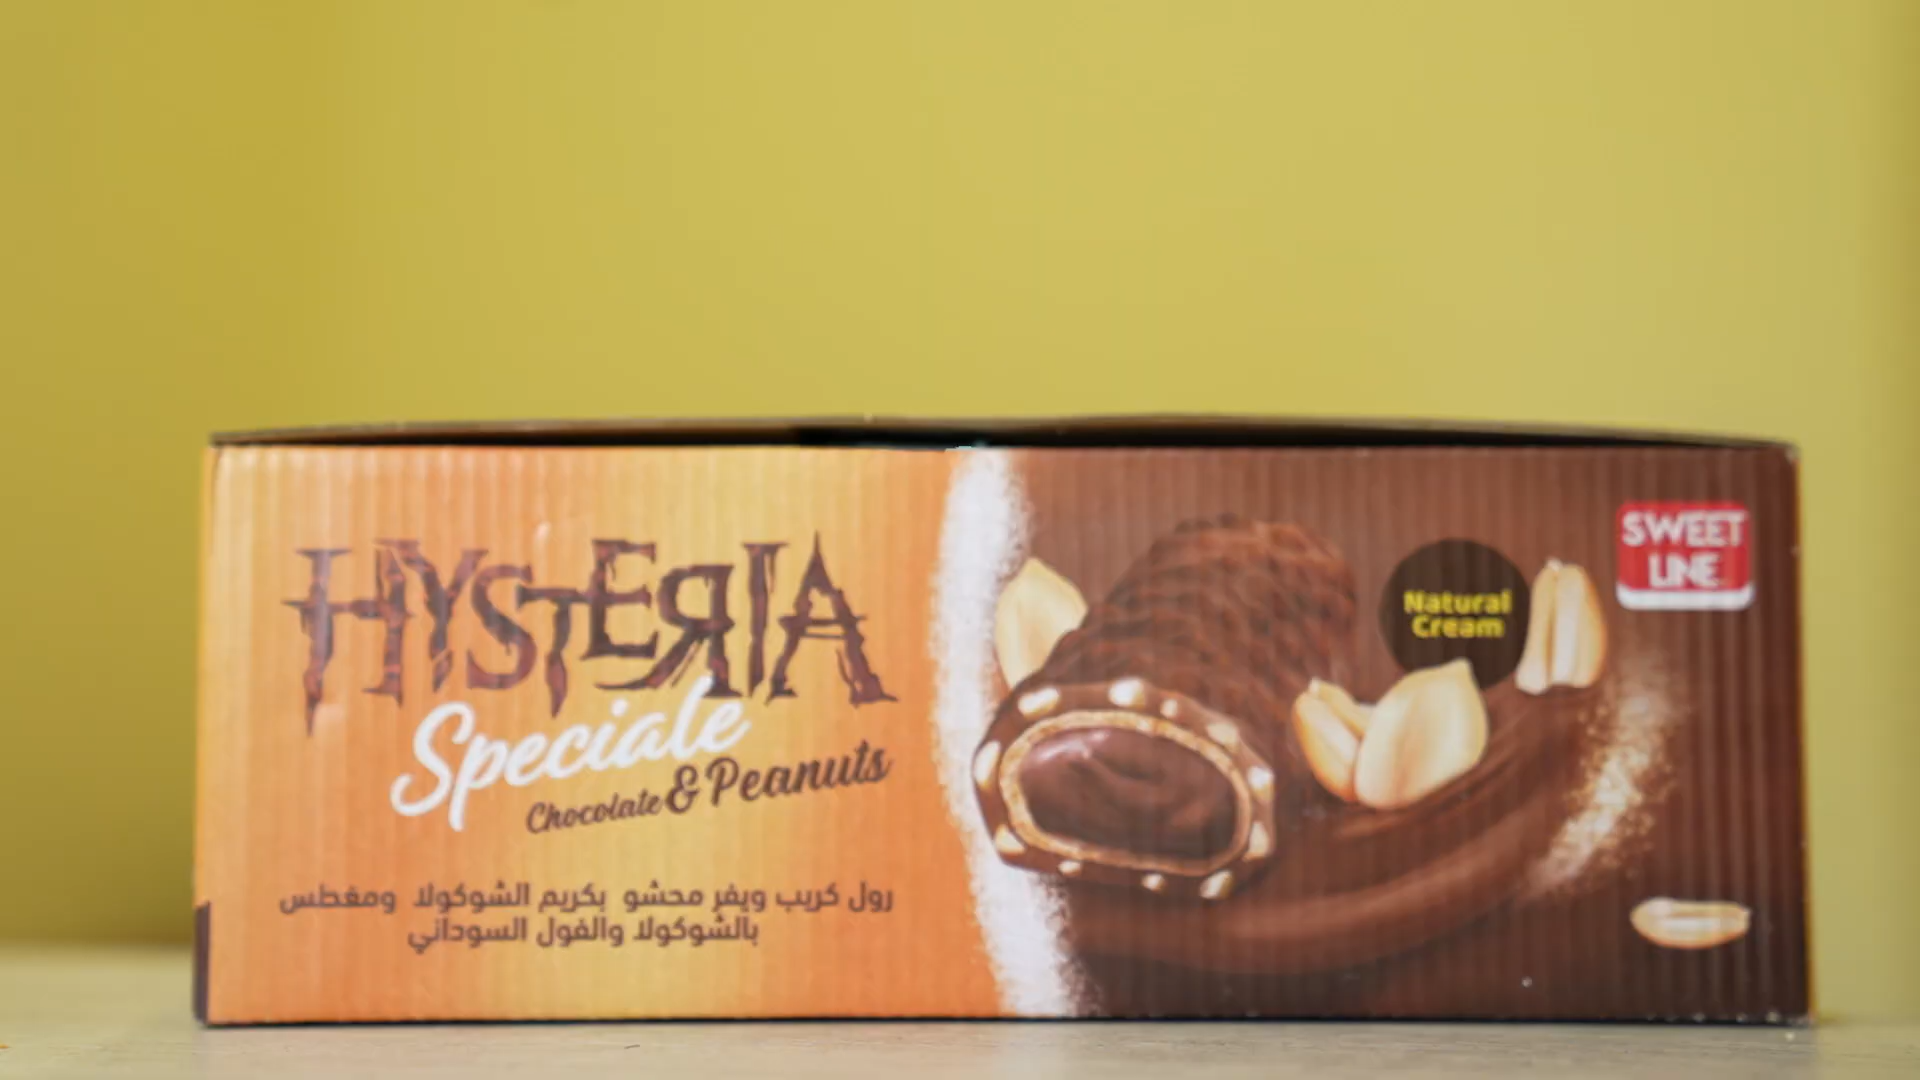 HYSTERIA
Speciale
Chocolate & Peanuts
رول كريب ويفر محشو بكريم الشوكولا ومغطس
بالشوكولا والفول السوداني
Natural
Cream
SWEET
LINE